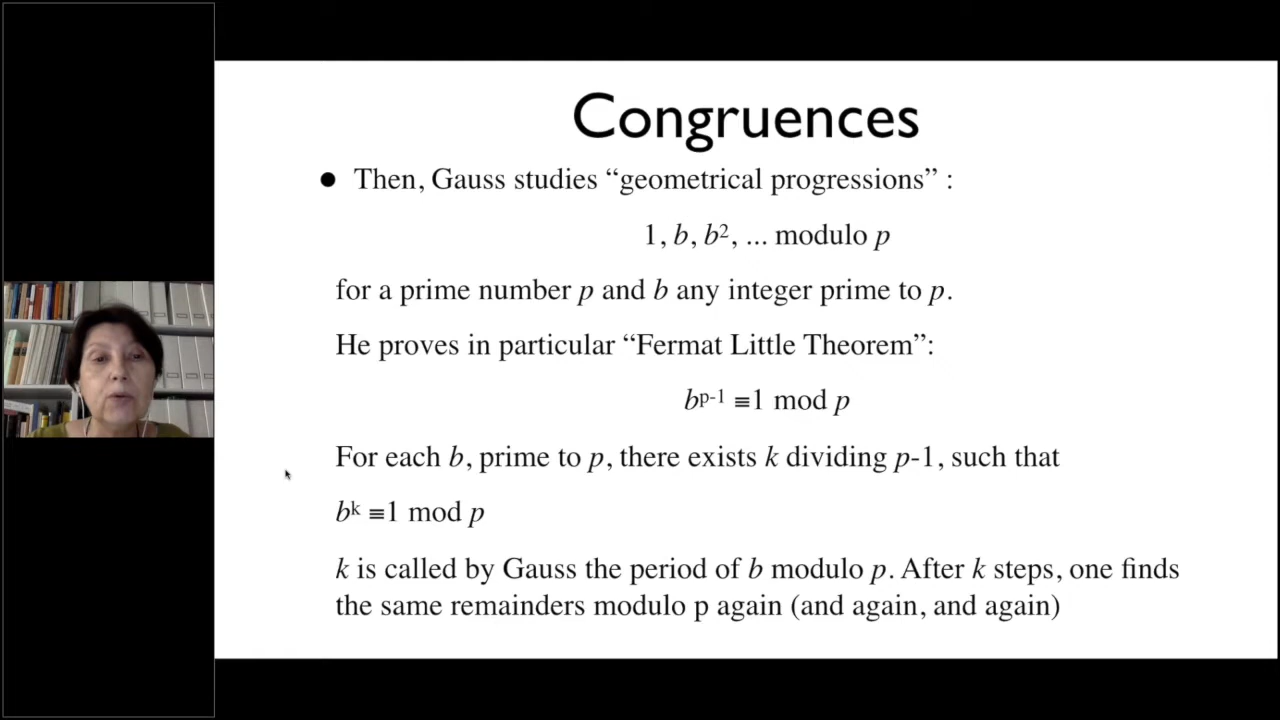 Congruences
● Then, Gauss studies “geometrical progressions” :
1, b, b², ... modulo p
for a prime number p and b any integer prime to p.
He proves in particular “Fermat Little Theorem”:
bᵖ⁻¹ ≡1 mod p
For each b, prime to p, there exists k dividing p-1, such that
bᵏ ≡1 mod p
k is called by Gauss the period of b modulo p. After k steps, one finds
the same remainders modulo p again (and again, and again)